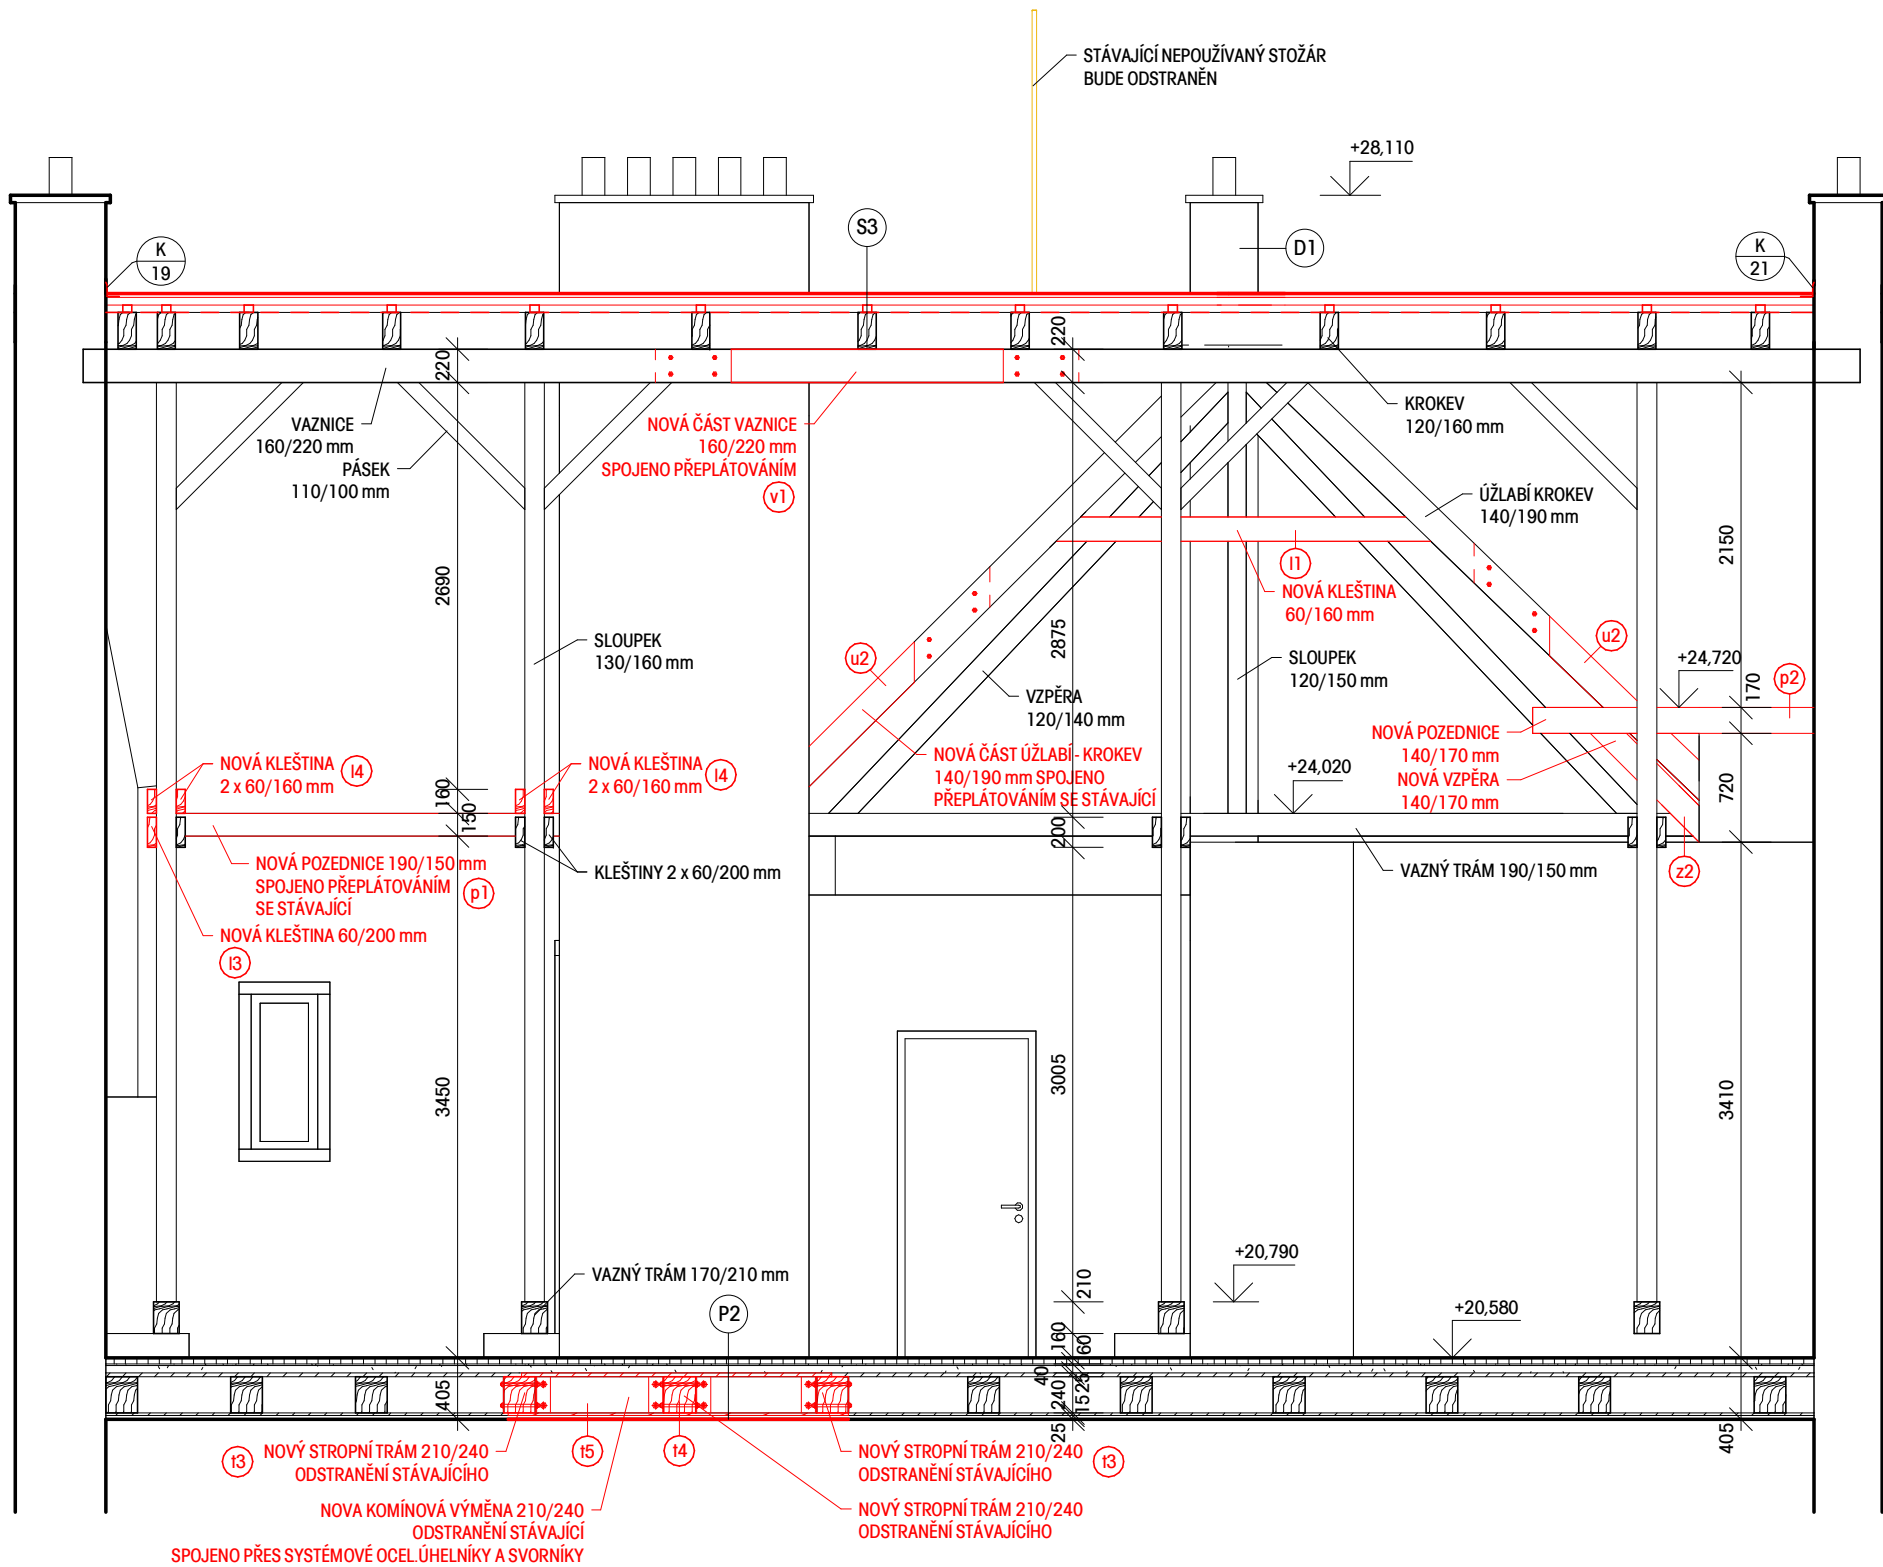 STÁVAJÍCÍ NEPOUŽÍVANÝ STOŽÁR
BUDE ODSTRANĚN
+28,110
S3
D1
K
19
K
21
220
220
VAZNICE
160/220 mm
PÁSEK
110/100 mm
NOVÁ ČÁST VAZNICE
160/220 mm
SPOJENO PŘEPLÁTOVÁNÍM
v1
KROKEV
120/160 mm
ÚŽLABÍ KROKEV
140/190 mm
2690
2875
2150
l1
NOVÁ KLEŠTINA
60/160 mm
SLOUPEK
130/160 mm
u2
SLOUPEK
120/150 mm
u2
+24,720
170
p2
VZPĚRA
120/140 mm
NOVÁ POZEDNICE
140/170 mm
NOVÁ VZPĚRA
140/170 mm
NOVÁ KLEŠTINA
2 x 60/160 mm
l4
NOVÁ KLEŠTINA
2 x 60/160 mm
l4
NOVÁ ČÁST ÚŽLABÍ - KROKEV
140/190 mm SPOJENO
PŘEPLÁTOVÁNÍM SE STÁVAJÍCÍ
+24,020
720
160
150
200
NOVÁ POZEDNICE 190/150 mm
SPOJENO PŘEPLÁTOVÁNÍM
SE STÁVAJÍCÍ
p1
KLEŠTINY 2 x 60/200 mm
VAZNÝ TRÁM 190/150 mm
z2
NOVÁ KLEŠTINA 60/200 mm
l3
3450
3005
3410
+20,790
VAZNÝ TRÁM 170/210 mm
210
P2
+20,580
160
60
40
25
405
240
15
25
405
t3
NOVÝ STROPNÍ TRÁM 210/240
ODSTRANĚNÍ STÁVAJÍCÍHO
t5
t4
NOVÝ STROPNÍ TRÁM 210/240
ODSTRANĚNÍ STÁVAJÍCÍHO
t3
NOVA KOMÍNOVÁ VÝMĚNA 210/240
ODSTRANĚNÍ STÁVAJÍCÍ
SPOJENO PŘES SYSTÉMOVÉ OCEL.ÚHELNÍKY A SVORNÍKY
NOVÝ STROPNÍ TRÁM 210/240
ODSTRANĚNÍ STÁVAJÍCÍHO